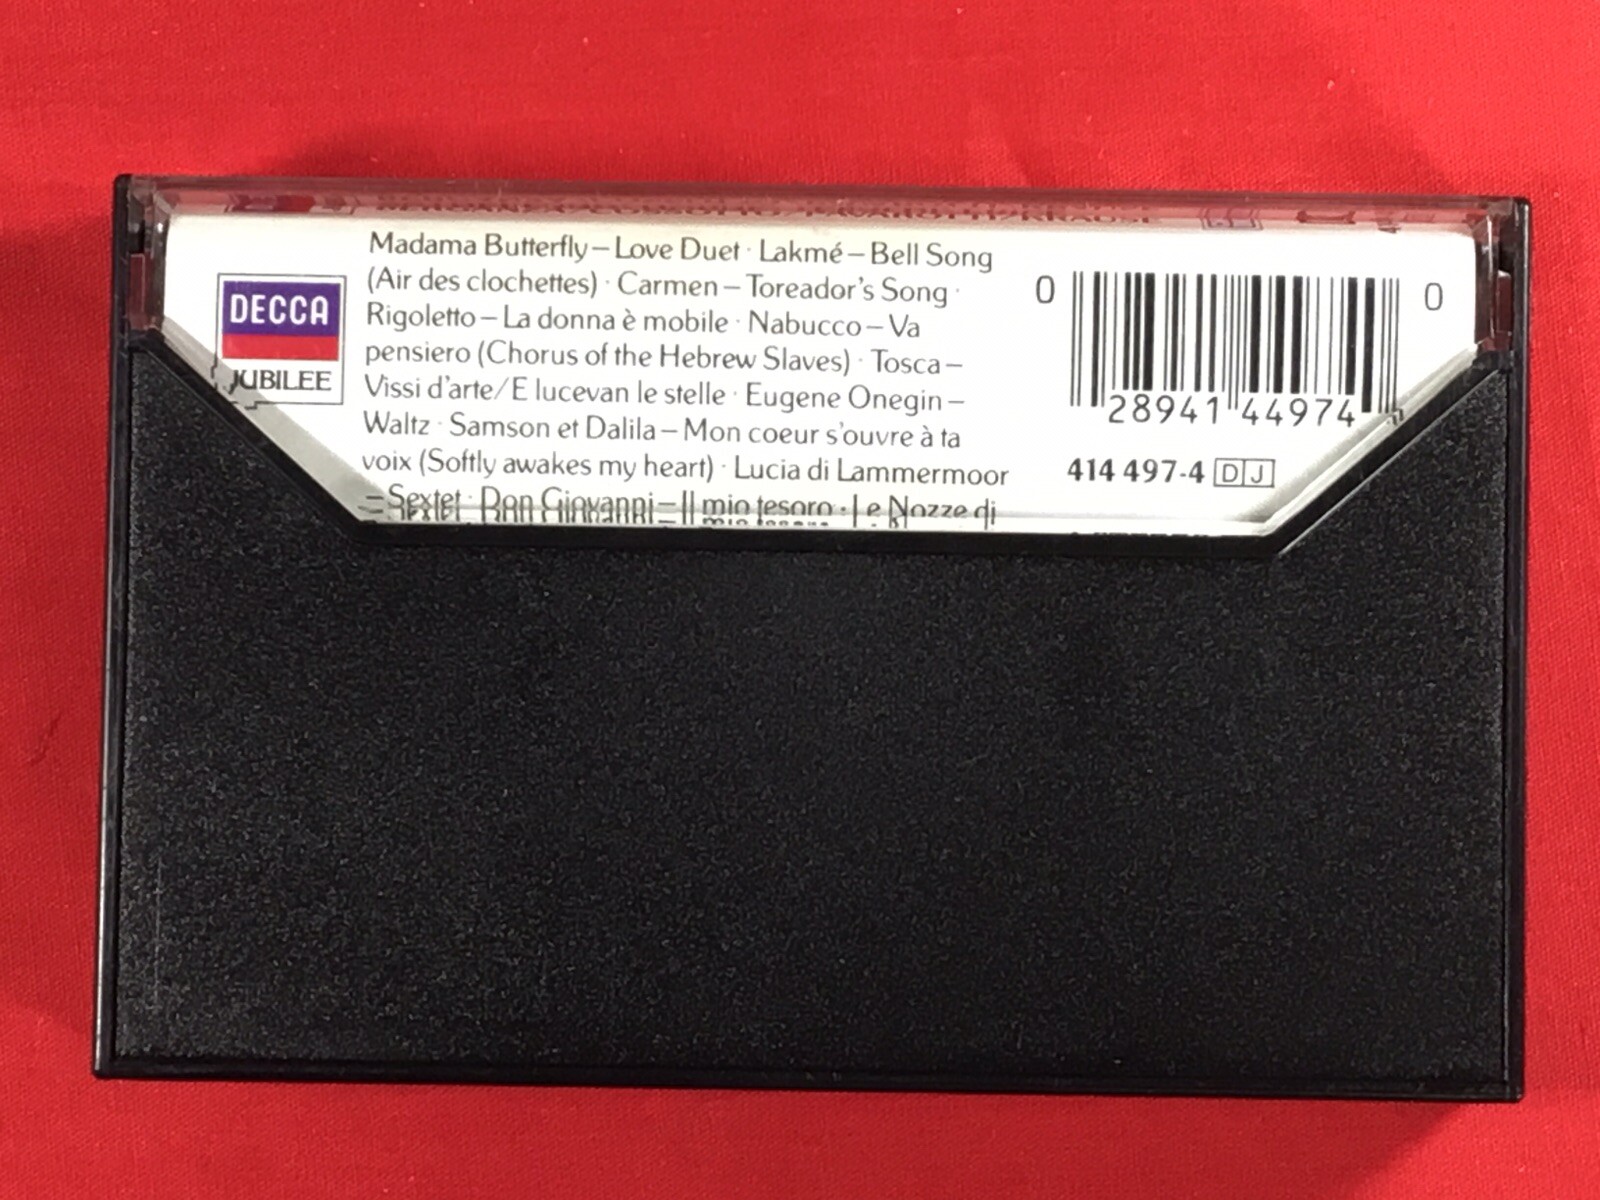 DECCA
JUBILEE
Madama Butterfly – Love Duet · Lakmé – Bell Song
(Air des clochettes) · Carmen – Toreador's Song ·
Rigoletto – La donna è mobile · Nabucco – Va
pensiero (Chorus of the Hebrew Slaves) · Tosca –
Vissi d'arte/E lucevan le stelle · Eugene Onegin –
Waltz · Samson et Dalila – Mon coeur s'ouvre à ta
voix (Softly awakes my heart) · Lucia di Lammermoor
– Sextet · Don Giovanni – Il mio tesoro · Le Nozze di
0 28941 44974 0
414 497-4 DJ